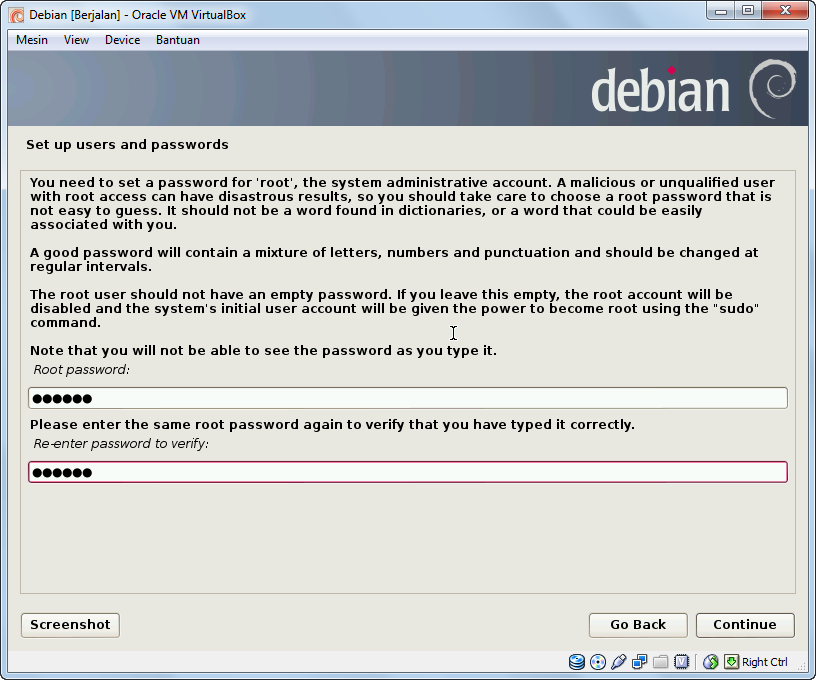 Debian [Berjalan] - Oracle VM VirtualBox
Mesin View Device Bantuan
debian
Set up users and passwords
You need to set a password for 'root', the system administrative account. A malicious or unqualified user
with root access can have disastrous results, so you should take care to choose a root password that is
not easy to guess. It should not be a word found in dictionaries, or a word that could be easily
associated with you.
A good password will contain a mixture of letters, numbers and punctuation and should be changed at
regular intervals.
The root user should not have an empty password. If you leave this empty, the root account will be
disabled and the system's initial user account will be given the power to become root using the "sudo"
command.
Note that you will not be able to see the password as you type it.
Root password:
●●●●●●
Please enter the same root password again to verify that you have typed it correctly.
Re-enter password to verify:
●●●●●●
Screenshot Go Back Continue
Right Ctrl